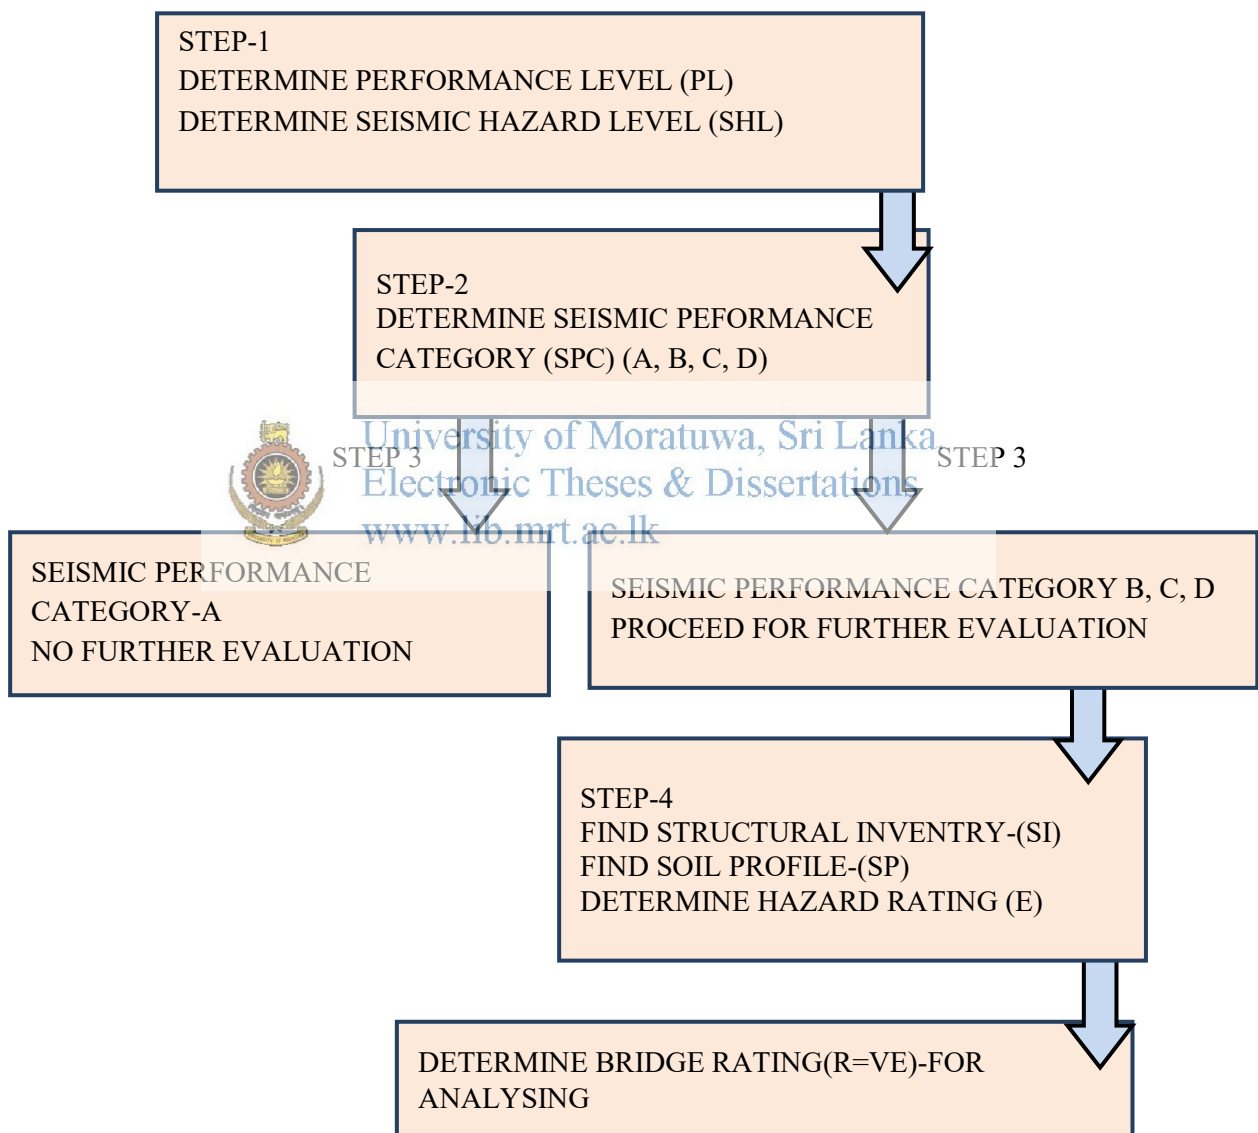 STEP-1
DETERMINE PERFORMANCE LEVEL (PL)
DETERMINE SEISMIC HAZARD LEVEL (SHL)
STEP-2
DETERMINE SEISMIC PEFORMANCE
CATEGORY (SPC) (A, B, C, D)
University of Moratuwa, Sri Lanka.
Electronic Theses & Dissertations
www.lib.mrt.ac.lk
STEP 3
STEP 3
SEISMIC PERFORMANCE
CATEGORY-A
NO FURTHER EVALUATION
SEISMIC PERFORMANCE CATEGORY B, C, D
PROCEED FOR FURTHER EVALUATION
STEP-4
FIND STRUCTURAL INVENTRY-(SI)
FIND SOIL PROFILE-(SP)
DETERMINE HAZARD RATING (E)
DETERMINE BRIDGE RATING(R=VE)-FOR
ANALYSING